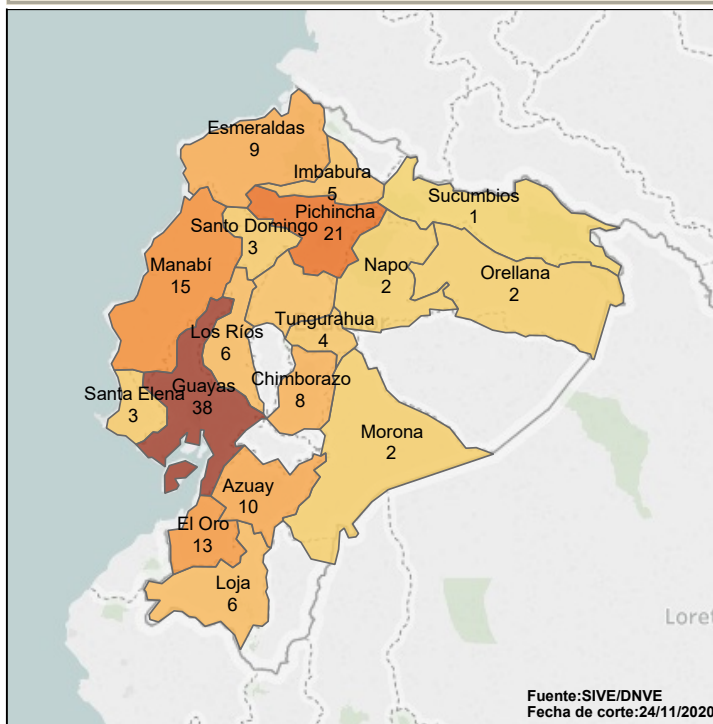 Esmeraldas
9
Imbabura
5
Sucumbios
1
Pichincha
21
Santo Domingo
3
Manabí
15
Napo
2
Orellana
2
Tungurahua
4
Los Ríos
6
Santa Elena
3
Guayas
38
Chimborazo
8
Morona
2
Azuay
10
El Oro
13
Loja
6
Loret
Fuente:SIVE/DNVE
Fecha de corte:24/11/2020